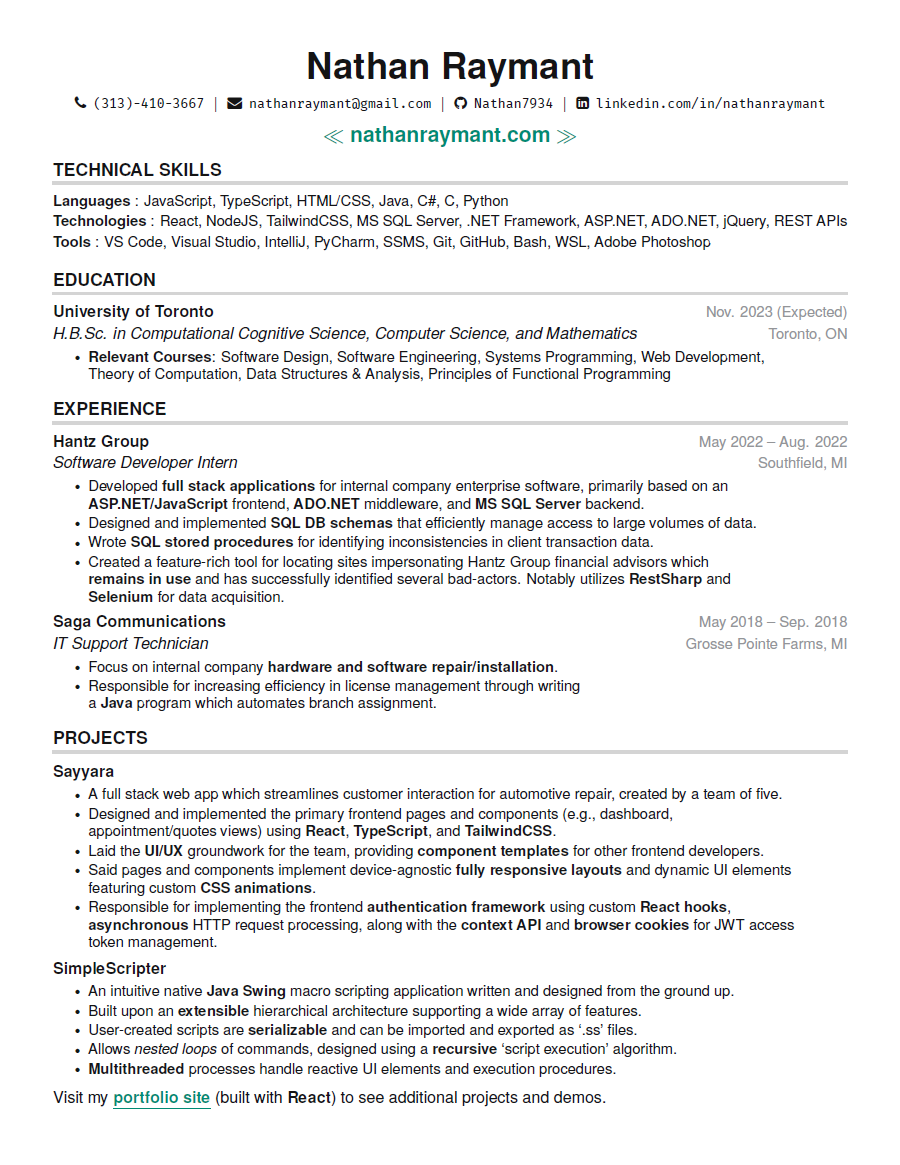 Nathan Raymant
(313)-410-3667 | nathanraymant@gmail.com | Nathan7934 | linkedin.com/in/nathanraymant
≪ nathanraymant.com ≫
TECHNICAL SKILLS
Languages : JavaScript, TypeScript, HTML/CSS, Java, C#, C, Python
Technologies : React, NodeJS, TailwindCSS, MS SQL Server, .NET Framework, ASP.NET, ADO.NET, jQuery, REST APIs
Tools : VS Code, Visual Studio, IntelliJ, PyCharm, SSMS, Git, GitHub, Bash, WSL, Adobe Photoshop
EDUCATION
University of Toronto Nov. 2023 (Expected)
H.B.Sc. in Computational Cognitive Science, Computer Science, and Mathematics Toronto, ON
• Relevant Courses: Software Design, Software Engineering, Systems Programming, Web Development,
Theory of Computation, Data Structures & Analysis, Principles of Functional Programming
EXPERIENCE
Hantz Group May 2022 – Aug. 2022
Software Developer Intern Southfield, MI
• Developed full stack applications for internal company enterprise software, primarily based on an
ASP.NET/JavaScript frontend, ADO.NET middleware, and MS SQL Server backend.
• Designed and implemented SQL DB schemas that efficiently manage access to large volumes of data.
• Wrote SQL stored procedures for identifying inconsistencies in client transaction data.
• Created a feature-rich tool for locating sites impersonating Hantz Group financial advisors which
remains in use and has successfully identified several bad-actors. Notably utilizes RestSharp and
Selenium for data acquisition.
Saga Communications May 2018 – Sep. 2018
IT Support Technician Grosse Pointe Farms, MI
• Focus on internal company hardware and software repair/installation.
• Responsible for increasing efficiency in license management through writing
a Java program which automates branch assignment.
PROJECTS
Sayyara
• A full stack web app which streamlines customer interaction for automotive repair, created by a team of five.
• Designed and implemented the primary frontend pages and components (e.g., dashboard,
appointment/quotes views) using React, TypeScript, and TailwindCSS.
• Laid the UI/UX groundwork for the team, providing component templates for other frontend developers.
• Said pages and components implement device-agnostic fully responsive layouts and dynamic UI elements
featuring custom CSS animations.
• Responsible for implementing the frontend authentication framework using custom React hooks,
asynchronous HTTP request processing, along with the context API and browser cookies for JWT access
token management.
SimpleScripter
• An intuitive native Java Swing macro scripting application written and designed from the ground up.
• Built upon an extensible hierarchical architecture supporting a wide array of features.
• User-created scripts are serializable and can be imported and exported as ‘.ss’ files.
• Allows nested loops of commands, designed using a recursive ‘script execution’ algorithm.
• Multithreaded processes handle reactive UI elements and execution procedures.
Visit my portfolio site (built with React) to see additional projects and demos.